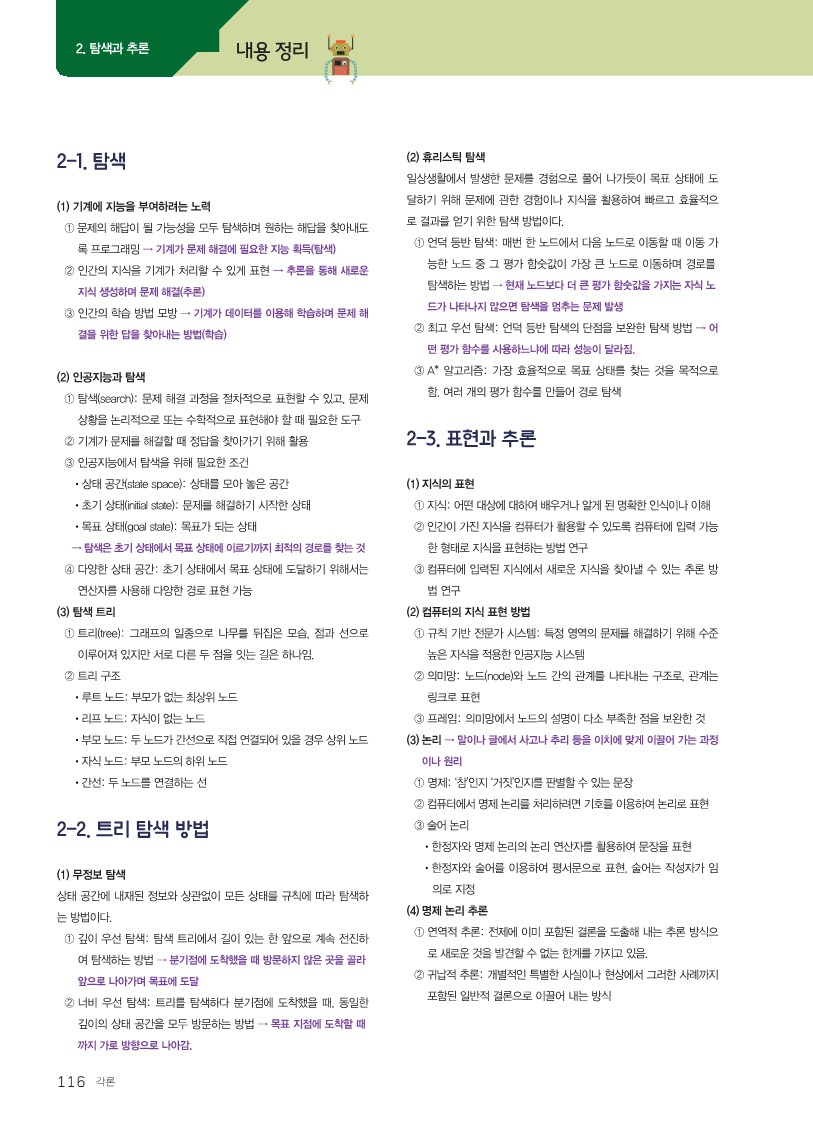 2. 탐색과 추론
내용 정리
2-1. 탐색
(1) 기계에 지능을 부여하려는 노력
① 문제의 해답이 될 가능성을 모두 탐색하며 원하는 해답을 찾아내도
록 프로그래밍 → 기계가 문제 해결에 필요한 지능 획득(탐색)
② 인간의 지식을 기계가 처리할 수 있게 표현 → 추론을 통해 새로운
지식 생성하며 문제 해결(추론)
③ 인간의 학습 방법 모방 → 기계가 데이터를 이용해 학습하며 문제 해
결을 위한 답을 찾아내는 방법(학습)
(2) 인공지능과 탐색
① 탐색(search): 문제 해결 과정을 절차적으로 표현할 수 있고, 문제
상황을 논리적으로 또는 수학적으로 표현해야 할 때 필요한 도구
② 기계가 문제를 해결할 때 정답을 찾아가기 위해 활용
③ 인공지능에서 탐색을 위해 필요한 조건
• 상태 공간(state space): 상태를 모아 놓은 공간
• 초기 상태(initial state): 문제를 해결하기 시작한 상태
• 목표 상태(goal state): 목표가 되는 상태
→ 탐색은 초기 상태에서 목표 상태에 이르기까지 최적의 경로를 찾는 것
④ 다양한 상태 공간: 초기 상태에서 목표 상태에 도달하기 위해서는
연산자를 사용해 다양한 경로 표현 가능
(3) 탐색 트리
① 트리(tree): 그래프의 일종으로 나무를 뒤집은 모습, 점과 선으로
이루어져 있지만 서로 다른 두 점을 잇는 길은 하나임.
② 트리 구조
• 루트 노드: 부모가 없는 최상위 노드
• 리프 노드: 자식이 없는 노드
• 부모 노드: 두 노드가 간선으로 직접 연결되어 있을 경우 상위 노드
• 자식 노드: 부모 노드의 하위 노드
• 간선: 두 노드를 연결하는 선
2-2. 트리 탐색 방법
(1) 무정보 탐색
상태 공간에 내재된 정보와 상관없이 모든 상태를 규칙에 따라 탐색하
는 방법이다.
① 깊이 우선 탐색: 탐색 트리에서 길이 있는 한 앞으로 계속 전진하
여 탐색하는 방법 → 분기점에 도착했을 때 방문하지 않은 곳을 골라
앞으로 나아가며 목표에 도달
② 너비 우선 탐색: 트리를 탐색하다 분기점에 도착했을 때, 동일한
깊이의 상태 공간을 모두 방문하는 방법 → 목표 지점에 도착할 때
까지 가로 방향으로 나아감.
(2) 휴리스틱 탐색
일상생활에서 발생한 문제를 경험으로 풀어 나가듯이 목표 상태에 도
달하기 위해 문제에 관한 경험이나 지식을 활용하여 빠르고 효율적으
로 결과를 얻기 위한 탐색 방법이다.
① 언덕 등반 탐색: 매번 한 노드에서 다음 노드로 이동할 때 이동 가
능한 노드 중 그 평가 함숫값이 가장 큰 노드로 이동하며 경로를
탐색하는 방법 → 현재 노드보다 더 큰 평가 함숫값을 가지는 자식 노
드가 나타나지 않으면 탐색을 멈추는 문제 발생
② 최고 우선 탐색: 언덕 등반 탐색의 단점을 보완한 탐색 방법 → 어
떤 평가 함수를 사용하느냐에 따라 성능이 달라짐.
③ A* 알고리즘: 가장 효율적으로 목표 상태를 찾는 것을 목적으로
함. 여러 개의 평가 함수를 만들어 경로 탐색
2-3. 표현과 추론
(1) 지식의 표현
① 지식: 어떤 대상에 대하여 배우거나 알게 된 명확한 인식이나 이해
② 인간이 가진 지식을 컴퓨터가 활용할 수 있도록 컴퓨터에 입력 가능
한 형태로 지식을 표현하는 방법 연구
③ 컴퓨터에 입력된 지식에서 새로운 지식을 찾아낼 수 있는 추론 방
법 연구
(2) 컴퓨터의 지식 표현 방법
① 규칙 기반 전문가 시스템: 특정 영역의 문제를 해결하기 위해 수준
높은 지식을 적용한 인공지능 시스템
② 의미망: 노드(node)와 노드 간의 관계를 나타내는 구조로, 관계는
링크로 표현
③ 프레임: 의미망에서 노드의 설명이 다소 부족한 점을 보완한 것
(3) 논리 → 말이나 글에서 사고나 추리 등을 이치에 맞게 이끌어 가는 과정
이나 원리
① 명제: ‘참’인지 ‘거짓’인지를 판별할 수 있는 문장
② 컴퓨터에서 명제 논리를 처리하려면 기호를 이용하여 논리로 표현
③ 술어 논리
• 한정자와 명제 논리의 논리 연산자를 활용하여 문장을 표현
• 한정자와 술어를 이용하여 평서문으로 표현, 술어는 작성자가 임
의로 지정
(4) 명제 논리 추론
① 연역적 추론: 전제에 이미 포함된 결론을 도출해 내는 추론 방식으
로 새로운 것을 발견할 수 없는 한계를 가지고 있음.
② 귀납적 추론: 개별적인 특별한 사실이나 현상에서 그러한 사례까지
포함된 일반적 결론으로 이끌어 내는 방식
116 각론